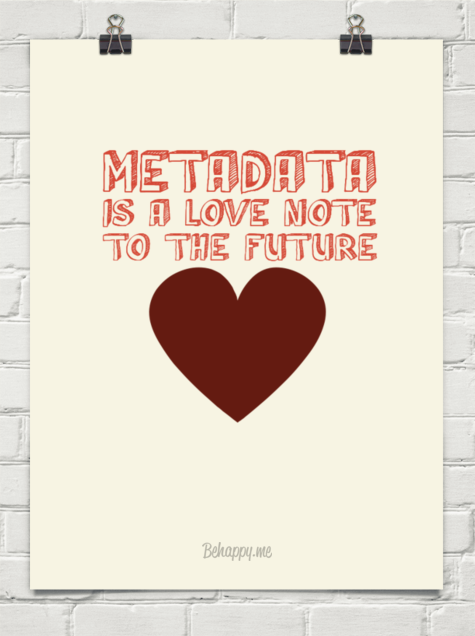 METADATA
IS A LOVE NOTE
TO THE FUTURE
Behappy.me